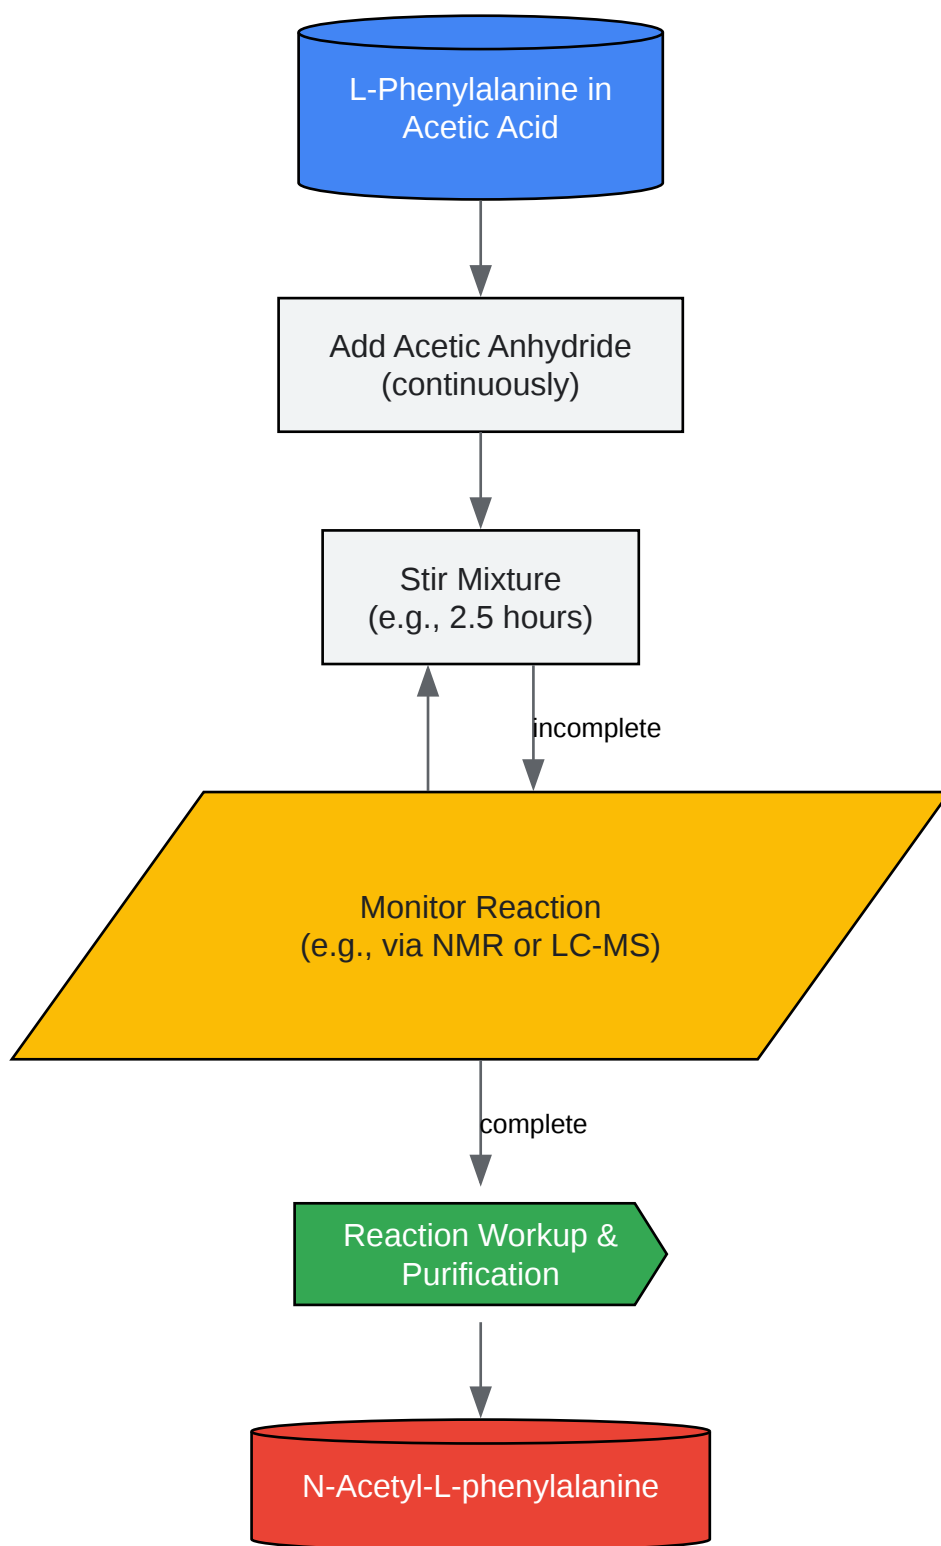 L-Phenylalanine in
Acetic Acid
Add Acetic Anhydride
(continuously)
Stir Mixture
(e.g., 2.5 hours)
incomplete
Monitor Reaction
(e.g., via NMR or LC-MS)
complete
Reaction Workup &
Purification
N-Acetyl-L-phenylalanine